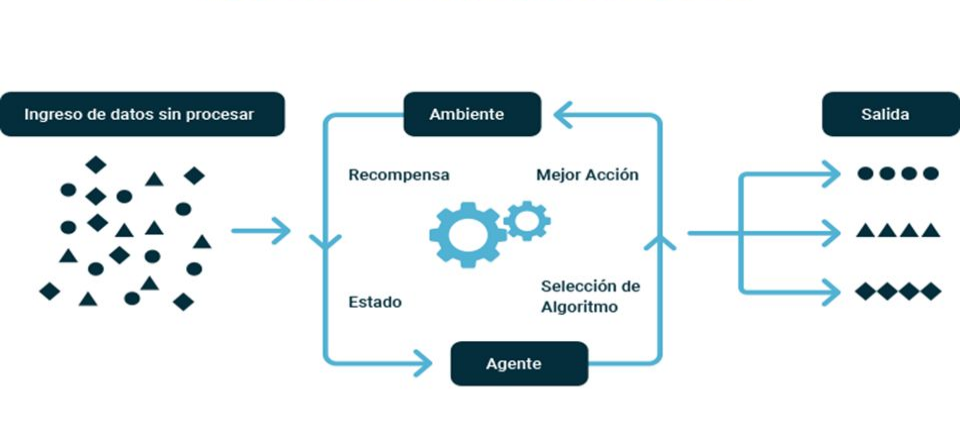 Ingreso de datos sin procesar
Ambiente
Salida
Recompensa
Mejor Acción
Estado
Selección de
Algoritmo
Agente